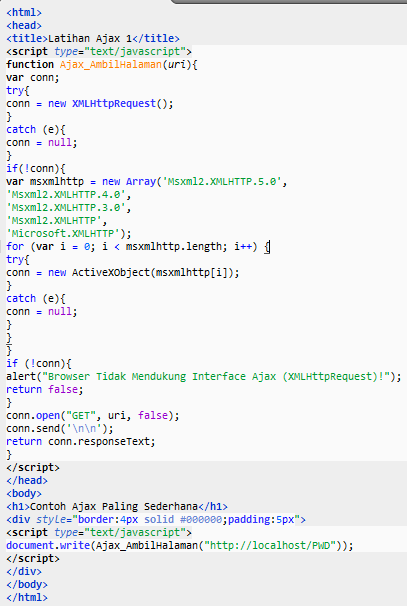 <html>
<head>
<title>Latihan Ajax 1</title>
<script type="text/javascript">
function Ajax_AmbilHalaman(uri){
var conn;
try{
conn = new XMLHttpRequest();
}
catch (e){
conn = null;
}
if(!conn){
var msxmlhttp = new Array('Msxml2.XMLHTTP.5.0',
'Msxml2.XMLHTTP.4.0',
'Msxml2.XMLHTTP.3.0',
'Msxml2.XMLHTTP',
'Microsoft.XMLHTTP');
for (var i = 0; i < msxmlhttp.length; i++) {
try{
conn = new ActiveXObject(msxmlhttp[i]);
}
catch (e){
conn = null;
}
}
}
if (!conn){
alert("Browser Tidak Mendukung Interface Ajax (XMLHttpRequest)!");
return false;
}
conn.open("GET", uri, false);
conn.send('\n\n');
return conn.responseText;
}
</script>
</head>
<body>
<h1>Contoh Ajax Paling Sederhana</h1>
<div style="border:4px solid #000000;padding:5px">
<script type="text/javascript">
document.write(Ajax_AmbilHalaman("http://localhost/PWD"));
</script>
</div>
</body>
</html>